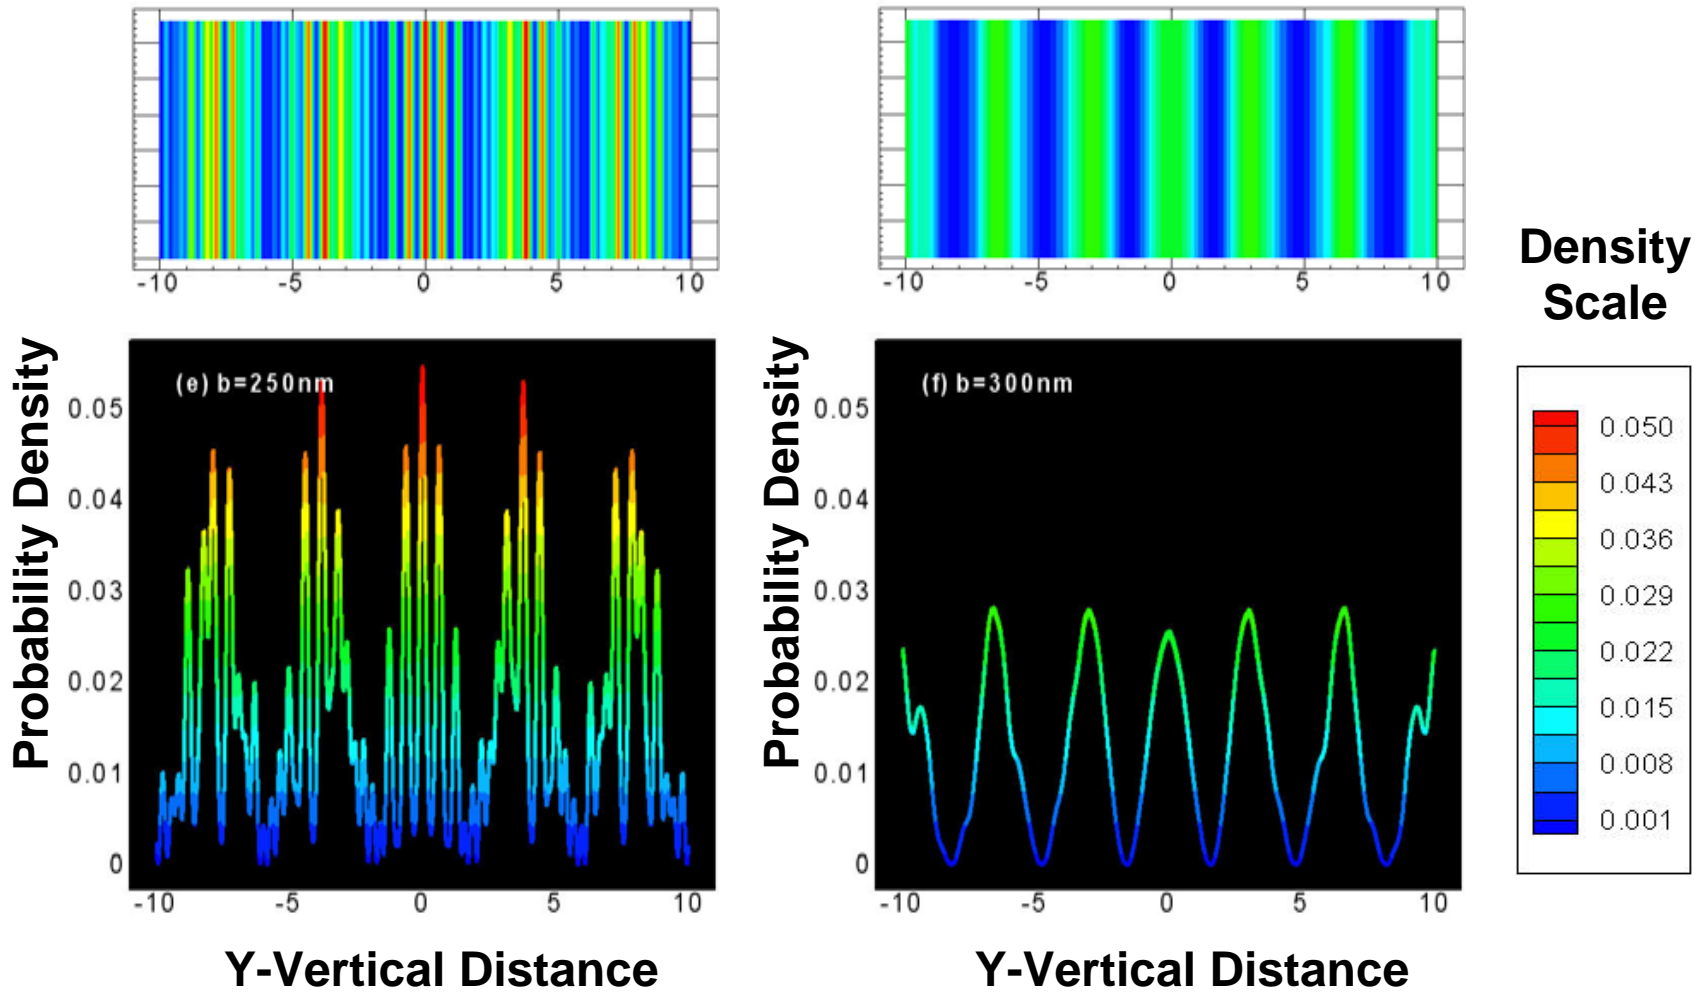 -10 -5 0 5 10
-10 -5 0 5 10
Density
Scale
Probability Density
(e) b=250nm
0.05
0.04
0.03
0.02
0.01
0
-10 -5 0 5 10
Y-Vertical Distance
Probability Density
(f) b=300nm
0.05
0.04
0.03
0.02
0.01
0
-10 -5 0 5 10
Y-Vertical Distance
0.050
0.043
0.036
0.029
0.022
0.015
0.008
0.001